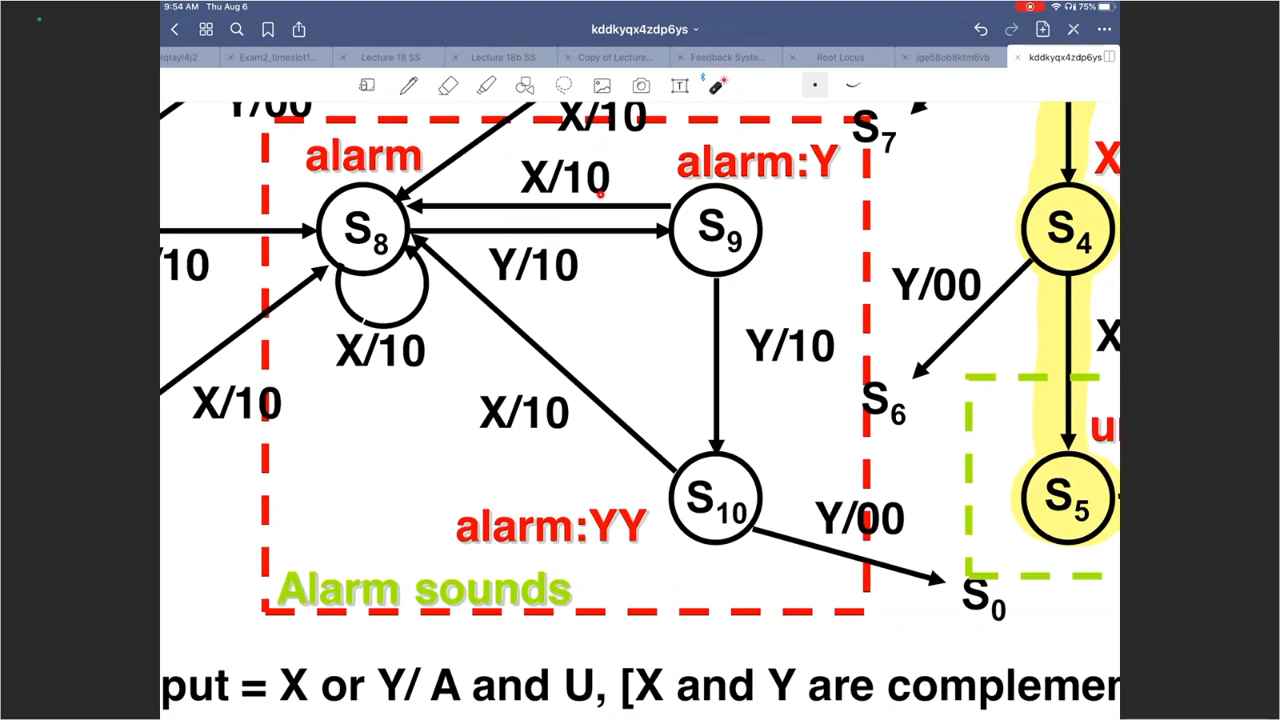 9:54 AM Thu Aug 6
75%
kddkyqx4zdp6ys
Exam2_timeslot1...
Lecture 18 SS
Lecture 18b SS
Copy of Lecture...
Feedback Syste...
Root Locus
jge58ob8ktm6vb
kddkyqx4zdp6ys
Y/00
X/10
S7
alarm
X/10
alarm:Y
X
S8
S9
S4
/10
Y/10
Y/00
X/10
Y/10
X
X/10
X/10
S6
S10
Y/00
S5
alarm:YY
Alarm sounds
S0
put = X or Y/ A and U, [X and Y are complemen